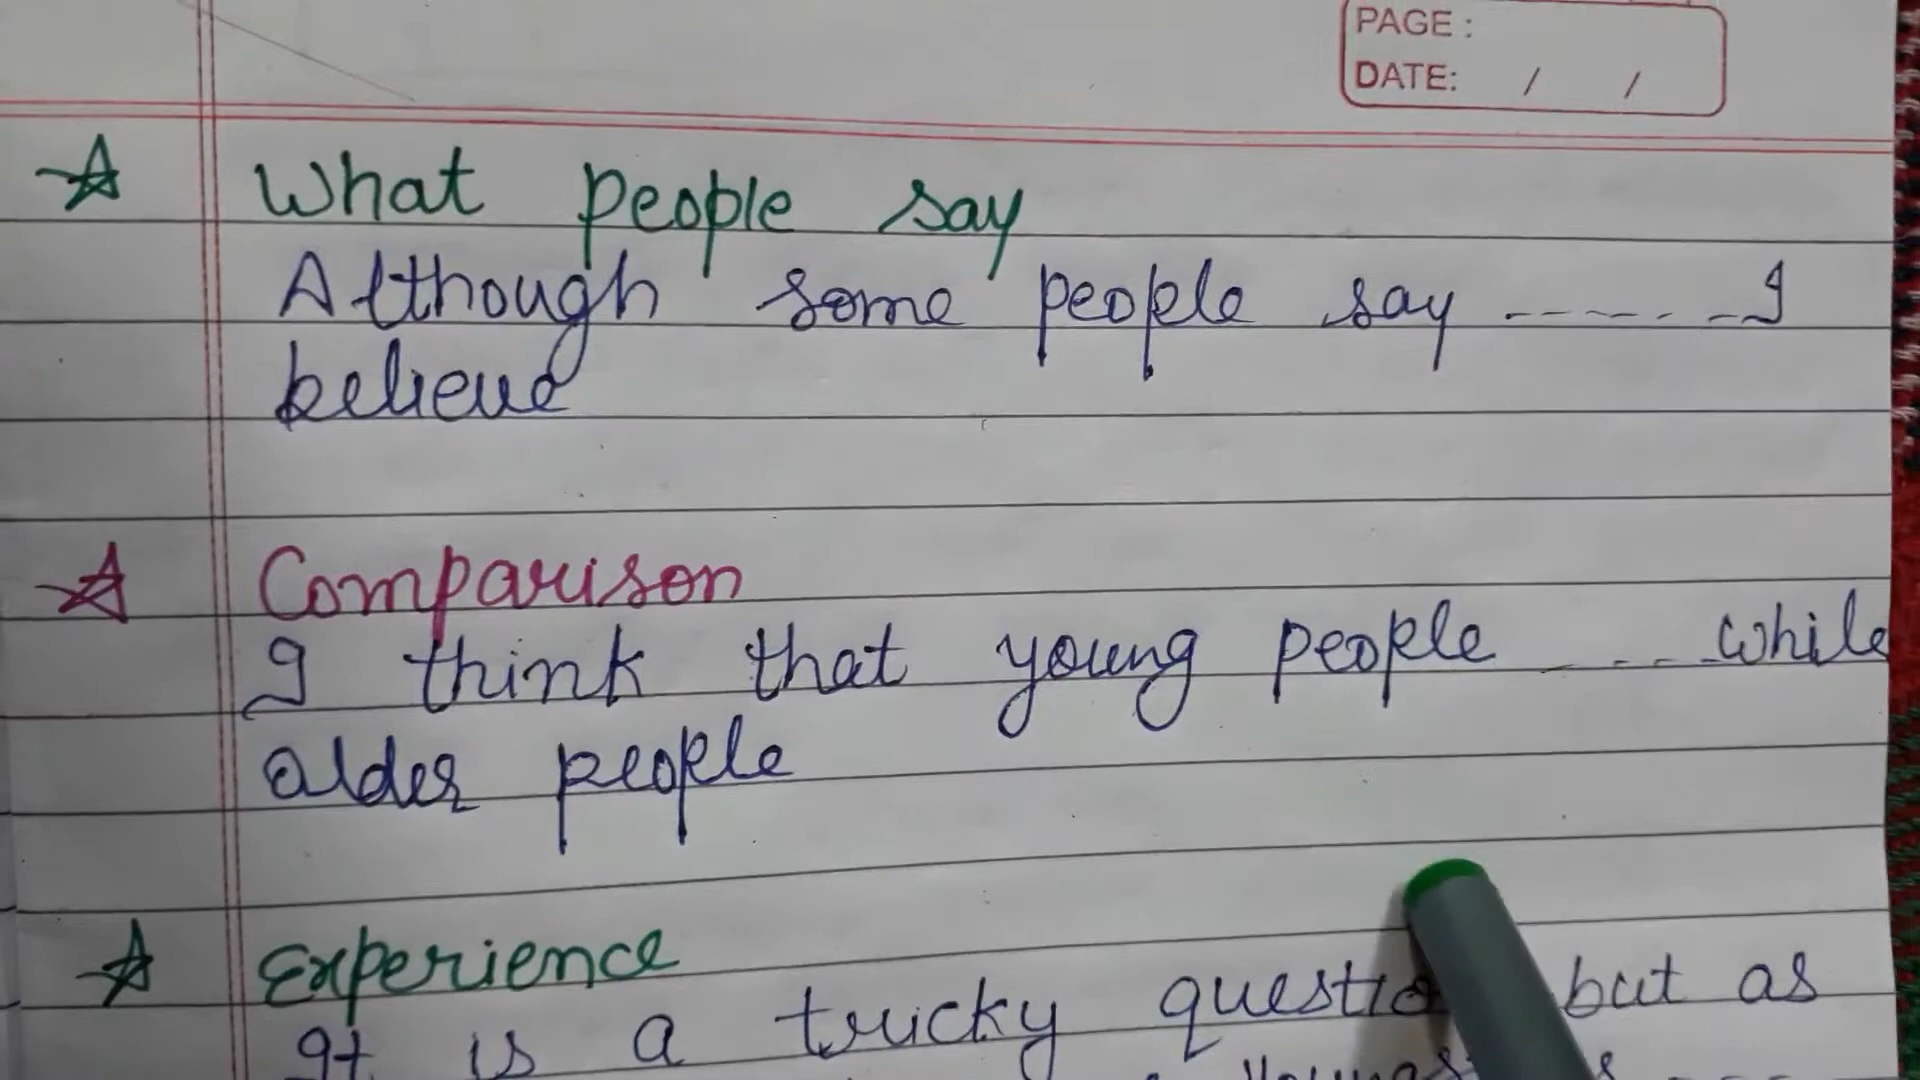 PAGE :
DATE: / /
What people say
Although some people say ------- I
believe
Comparison
I think that young people ---- while
older people
Experience
It is a tricky but as